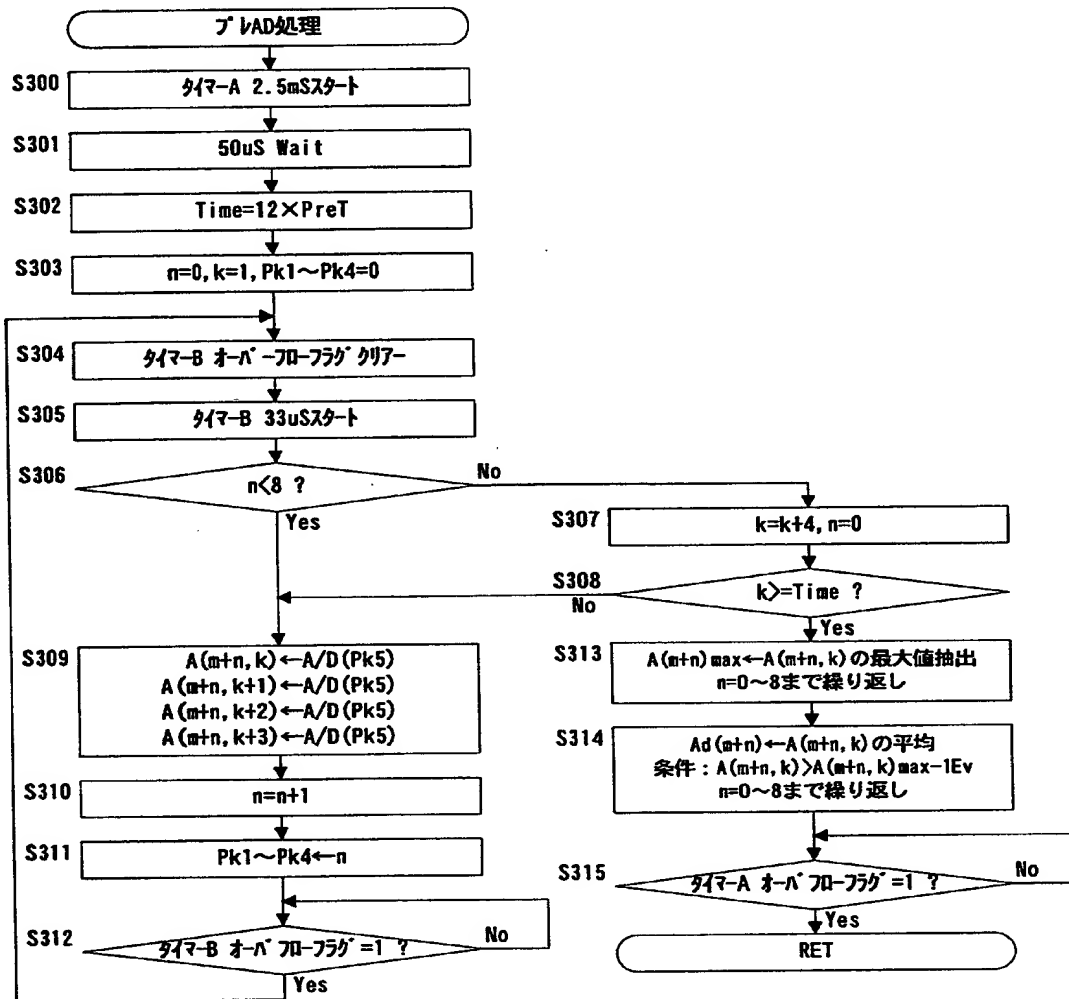 プレAD処理
S300
タイマーA 2.5mSスタート
S301
50uS Wait
S302
Time=12×PreT
S303
n=0,k=1,Pk1～Pk4=0
S304
タイマーB オーバーフローフラグクリアー
S305
タイマーB 33uSスタート
S306
n<8 ?
No
Yes
S307
k=k+4,n=0
S308
k>=Time ?
No
Yes
S309
A(m+n,k)←A/D(Pk5)
A(m+n,k+1)←A/D(Pk5)
A(m+n,k+2)←A/D(Pk5)
A(m+n,k+3)←A/D(Pk5)
S310
n=n+1
S311
Pk1～Pk4←n
S312
タイマーB オーバフローフラグ=1 ?
No
Yes
S313
A(m+n)max←A(m+n,k)の最大値抽出
n=0～8まで繰り返し
S314
Ad(m+n)←A(m+n,k)の平均
条件：A(m+n,k)>A(m+n,k)max-1Ev
n=0～8まで繰り返し
S315
タイマーA オーバフローフラグ=1 ?
No
Yes
RET